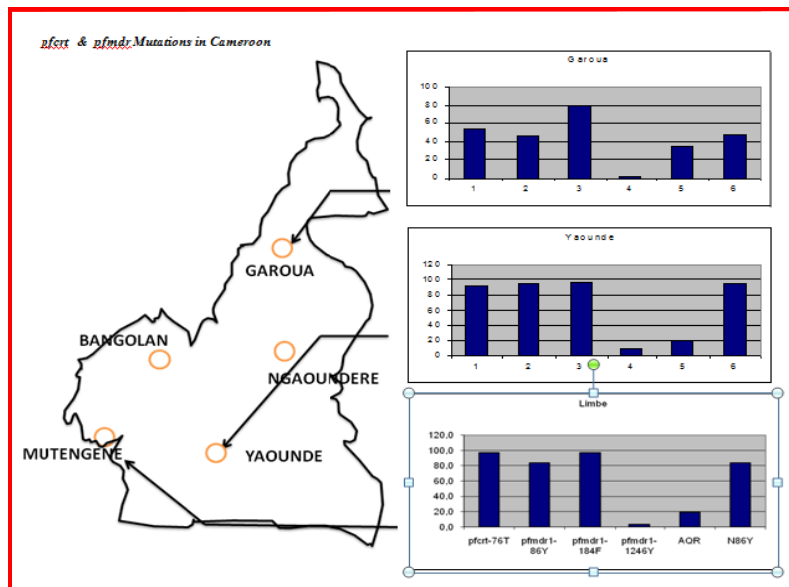 pfcrt & pfmdr Mutations in Cameroon
GAROUA
BANGOLAN
NGAOUNDERE
MUTENGENE
YAOUNDE
Garoua
100
80
60
40
20
0
1 2 3 4 5 6
Yaounde
120
100
80
60
40
20
0
1 2 3 4 5 6
Limbe
120,0
100,0
80,0
60,0
40,0
20,0
0,0
pfcrt-76T pfmdr1- pfmdr1- pfmdr1- AQR N86Y
86Y 184F 1246Y